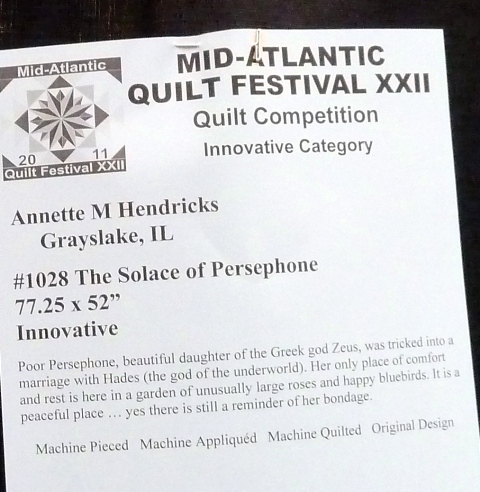 Mid-Atlantic
20 11
Quilt Festival XXII
MID-ATLANTIC
QUILT FESTIVAL XXII
Quilt Competition
Innovative Category
Annette M Hendricks
Grayslake, IL
#1028 The Solace of Persephone
77.25 x 52”
Innovative
Poor Persephone, beautiful daughter of the Greek god Zeus, was tricked into a
marriage with Hades (the god of the underworld). Her only place of comfort
and rest is here in a garden of unusually large roses and happy bluebirds. It is a
peaceful place … yes there is still a reminder of her bondage.
Machine Pieced Machine Appliquéd Machine Quilted Original Design